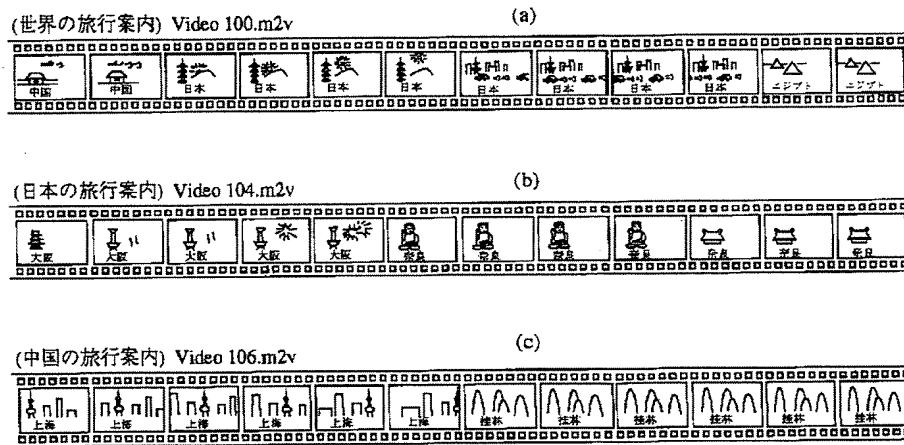 (世界の旅行案内) Video 100.m2v (a)
中国 中国 日本 日本 日本 日本 日本 日本 日本 日本 エジプト エジプト
(日本の旅行案内) Video 104.m2v (b)
大阪 大阪 大阪 大阪 大阪 奈良 奈良 奈良 奈良 奈良 奈良 奈良
(中国の旅行案内) Video 106.m2v (c)
上海 上海 上海 上海 上海 上海 桂林 桂林 桂林 桂林 桂林 桂林